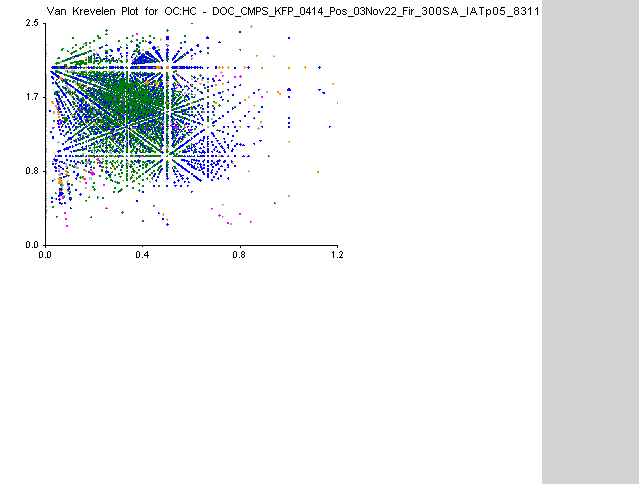 Van Krevelen Plot for OC:HC - DOC_CMPS_KFP_0414_Pos_03Nov22_Fir_300SA_IATp05_8311
2.5
1.7
0.8
0.0
0.0 0.4 0.8 1.2